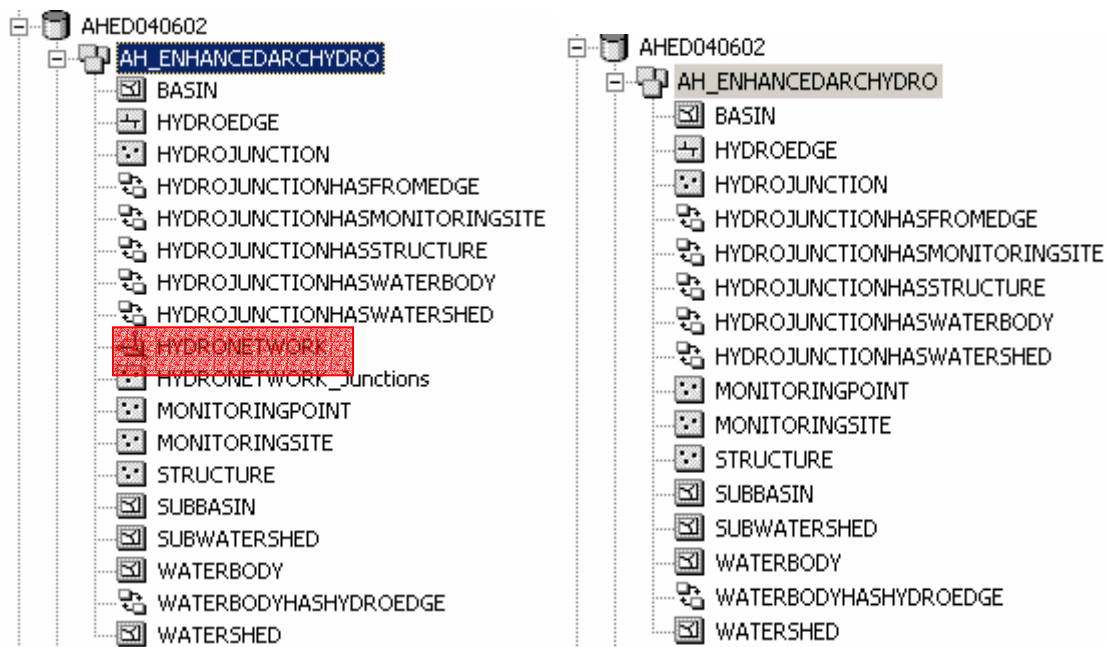 AHED040602
AH_ENHANCEDARCHYDRO
BASIN
HYDROEDGE
HYDROJUNCTION
HYDROJUNCTIONHASFROMEDGE
HYDROJUNCTIONHASMONITORINGSITE
HYDROJUNCTIONHASSTRUCTURE
HYDROJUNCTIONHASWATERBODY
HYDROJUNCTIONHASWATERSHED
HYDRONETWORK
HYDRONETWORK_Junctions
MONITORINGPOINT
MONITORINGSITE
STRUCTURE
SUBBASIN
SUBWATERSHED
WATERBODY
WATERBODYHASHYDROEDGE
WATERSHED
AHED040602
AH_ENHANCEDARCHYDRO
BASIN
HYDROEDGE
HYDROJUNCTION
HYDROJUNCTIONHASFROMEDGE
HYDROJUNCTIONHASMONITORINGSITE
HYDROJUNCTIONHASSTRUCTURE
HYDROJUNCTIONHASWATERBODY
HYDROJUNCTIONHASWATERSHED
MONITORINGPOINT
MONITORINGSITE
STRUCTURE
SUBBASIN
SUBWATERSHED
WATERBODY
WATERBODYHASHYDROEDGE
WATERSHED